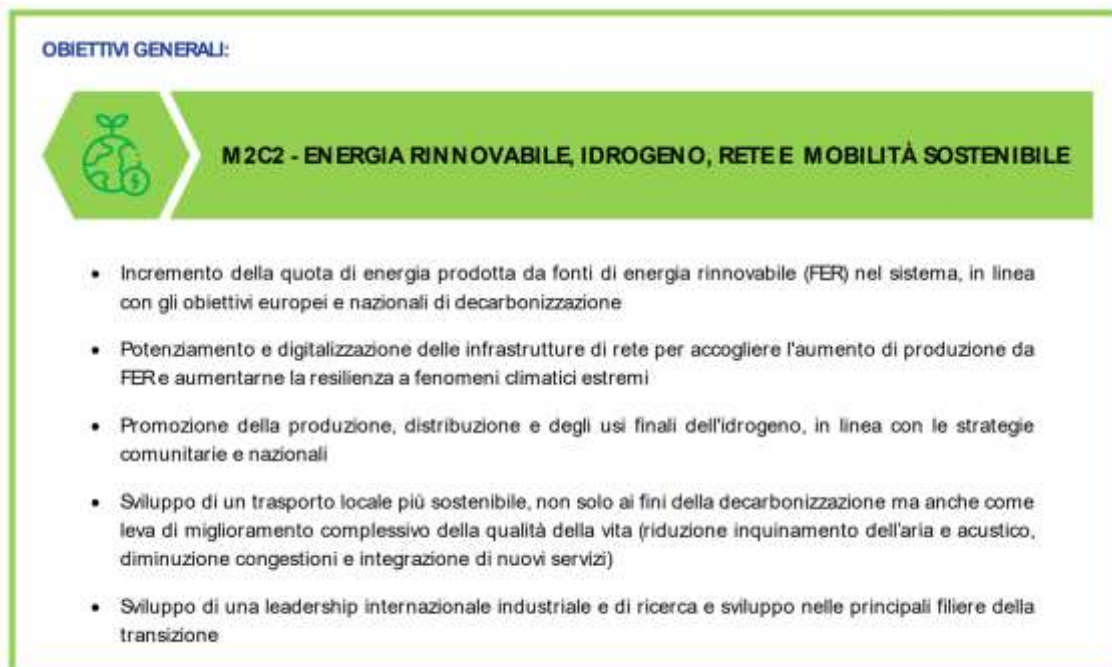 OBIETTIVI GENERALI:
M2C2 - ENERGIA RINNOVABILE, IDROGENO, RETE E MOBILITÀ SOSTENIBILE
• Incremento della quota di energia prodotta da fonti di energia rinnovabile (FER) nel sistema, in linea
con gli obiettivi europei e nazionali di decarbonizzazione
• Potenziamento e digitalizzazione delle infrastrutture di rete per accogliere l'aumento di produzione da
FER e aumentarne la resilienza a fenomeni climatici estremi
• Promozione della produzione, distribuzione e degli usi finali dell'idrogeno, in linea con le strategie
comunitarie e nazionali
• Sviluppo di un trasporto locale più sostenibile, non solo ai fini della decarbonizzazione ma anche come
leva di miglioramento complessivo della qualità della vita (riduzione inquinamento dell'aria e acustico,
diminuzione congestioni e integrazione di nuovi servizi)
• Sviluppo di una leadership internazionale industriale e di ricerca e sviluppo nelle principali filiere della
transizione